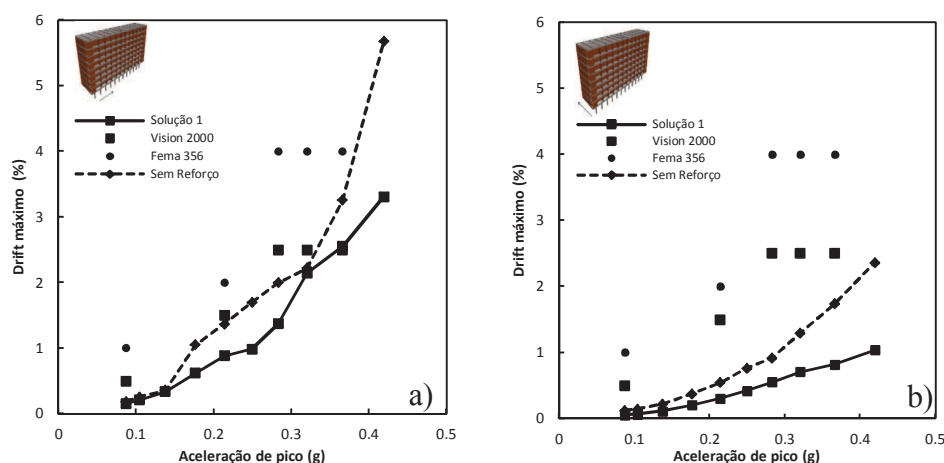 6
5
4
3
2
1
0
Drift máximo (%)
Solução 1
Vision 2000
Fema 356
Sem Reforço
a)
0
0.1
0.2
0.3
0.4
0.5
Aceleração de pico (g)
6
5
4
3
2
1
0
Drift máximo (%)
Solução 1
Vision 2000
Fema 356
Sem Reforço
b)
0
0.1
0.2
0.3
0.4
0.5
Aceleração de pico (g)